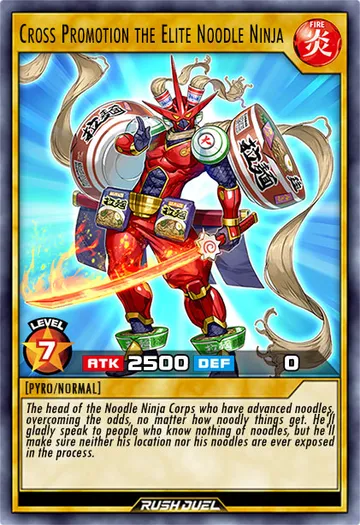 Cross Promotion the Elite Noodle Ninja
FIRE
炎
LEVEL
7
ATK 2500 DEF 0
[PYRO/NORMAL]
The head of the Noodle Ninja Corps who have advanced noodles,
overcoming the odds, no matter how noodly things get. He'll
gladly speak to people who know nothing of noodles, but he'll
make sure neither his location nor his noodles are ever exposed
in the process.
RUSH DUEL